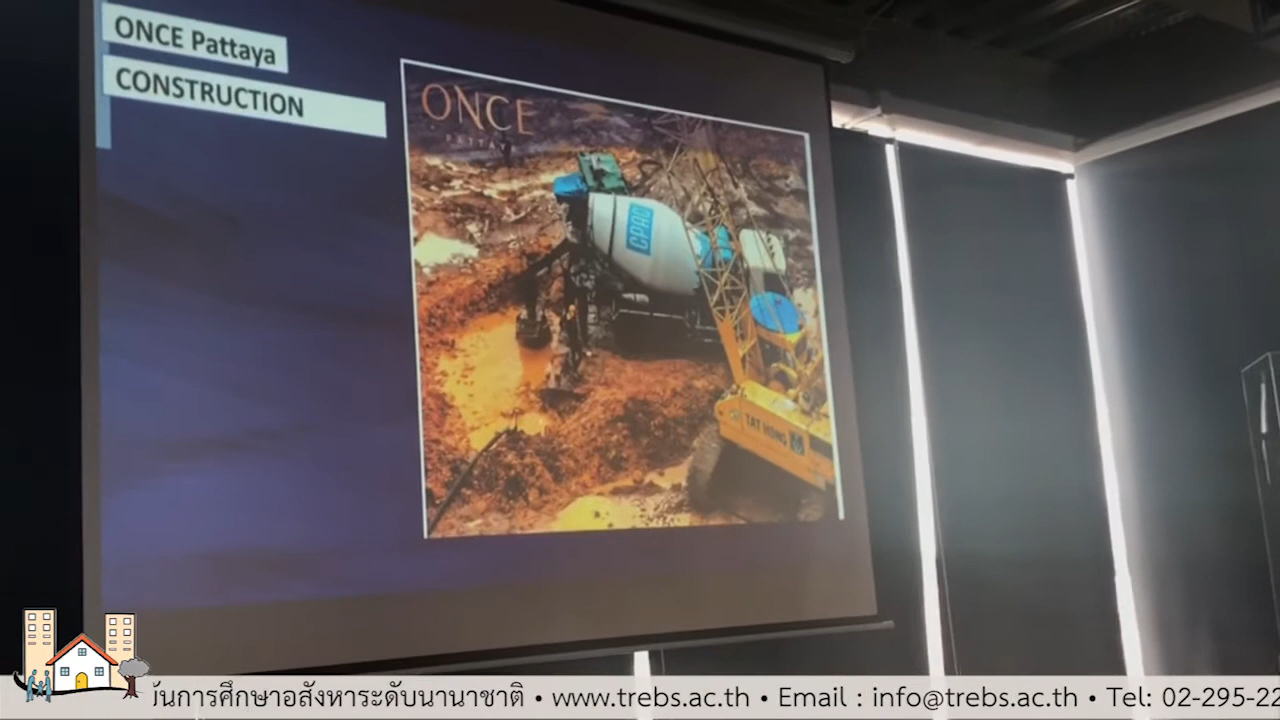 ONCE Pattaya
CONSTRUCTION
ONCE
PATTAYA
CPAC
TAT HONG
วันการศึกษาอสังหาระดับนานาชาติ • www.trebs.ac.th • Email : info@trebs.ac.th • Tel: 02-295-22